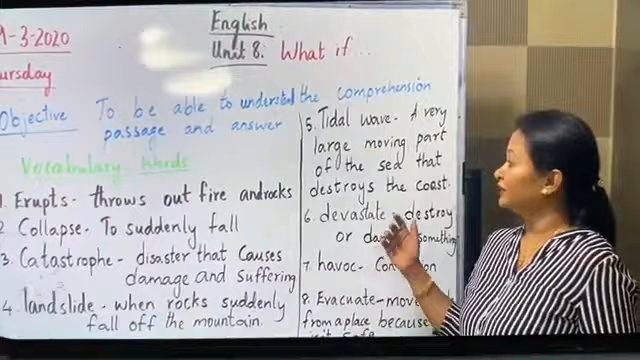 English
1-3-2020
Unit 8. What if...
ursday
Objective To be able to understand the comprehension
passage and answer
Vocabulary Words
1. Erupts- throws out fire and rocks
2 Collapse- To suddenly fall
3. Catastrophe- disaster that Causes
damage and suffering
4. landslide- when rocks suddenly
fall off the mountain.
5. Tidal wave- A very
large moving part
of the sea that
destroys the coast.
6. devastate- destroy
or something
7. havoc-
8. Evacuate- move
from a place because